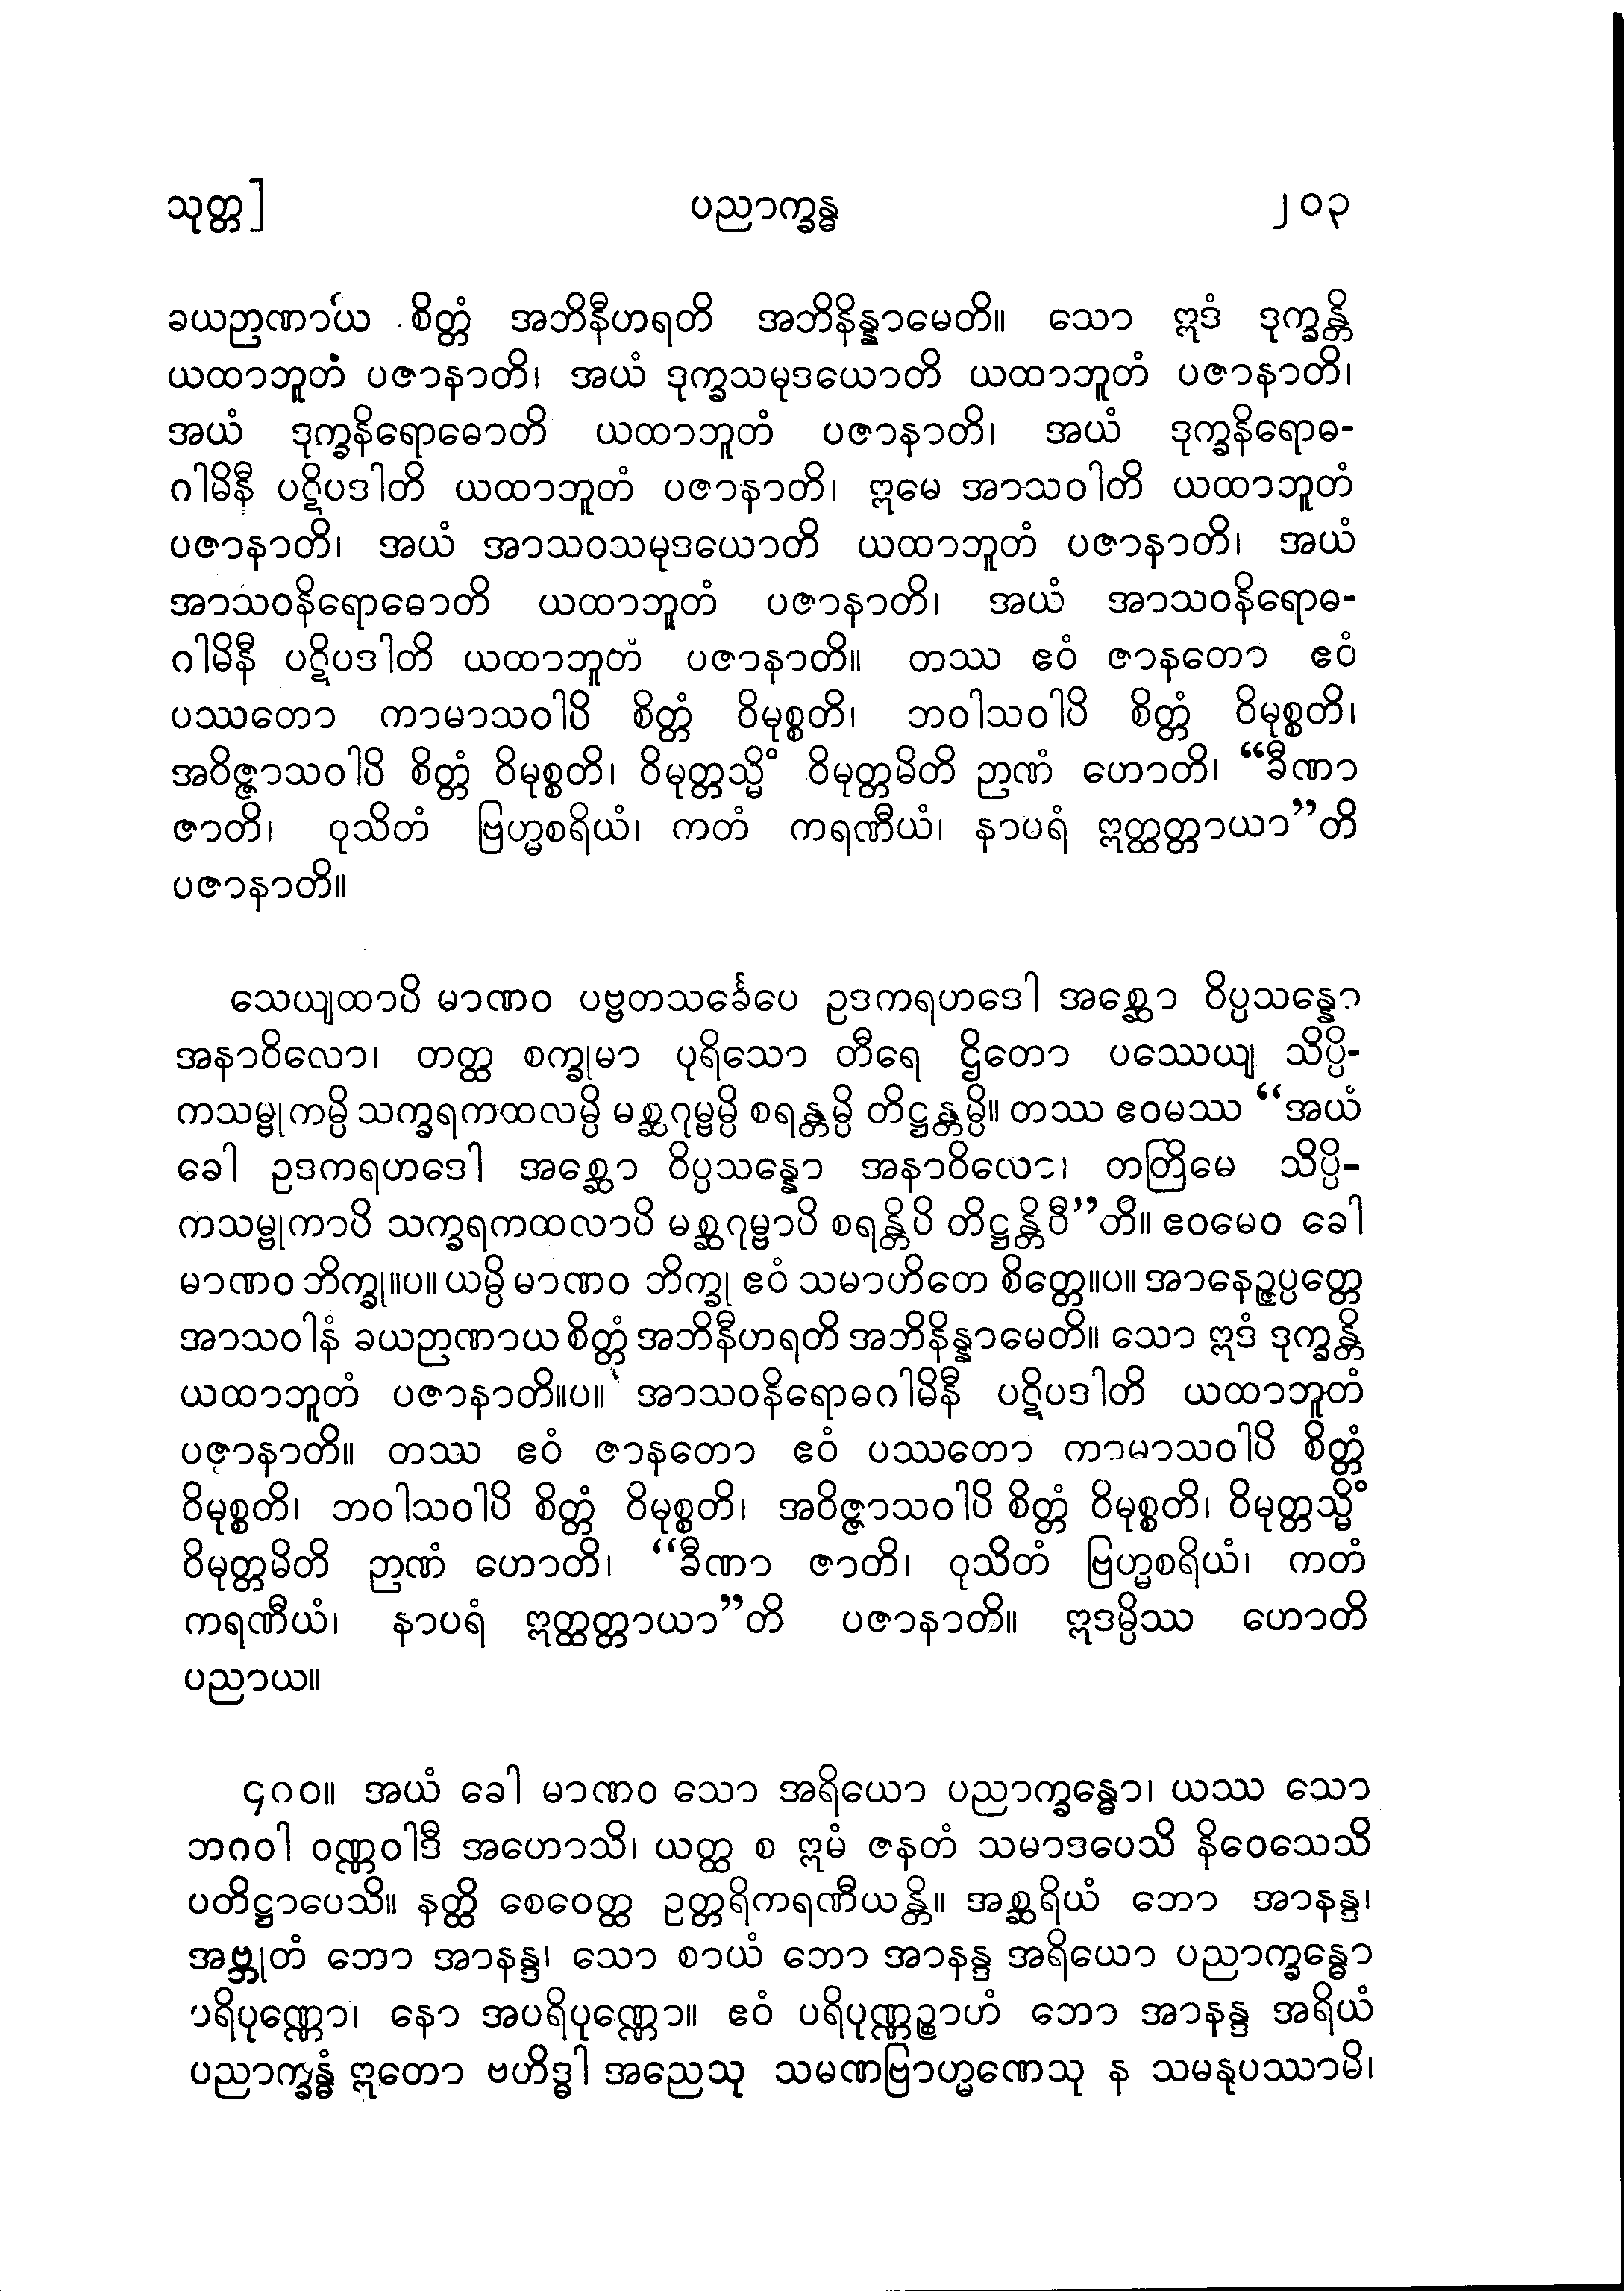 သုတ္တ] ပညာက္ခန္ဓ ၂၀၃
ခယဉာဏာယ စိတ္တံ အဘိနီဟရတိ အဘိနိန္နာမေတိ။ သော ဣဒံ ဒုက္ခန္တိ
ယထာဘူတံ ပဇာနာတိ၊ အယံ ဒုက္ခသမုဒယောတိ ယထာဘူတံ ပဇာနာတိ၊
အယံ ဒုက္ခနိရောဓောတိ ယထာဘူတံ ပဇာနာတိ၊ အယံ ဒုက္ခနိရောဓ-
ဂါမိနီ ပဋိပဒါတိ ယထာဘူတံ ပဇာနာတိ၊ ဣမေ အာသဝါတိ ယထာဘူတံ
ပဇာနာတိ၊ အယံ အာသဝသမုဒယောတိ ယထာဘူတံ ပဇာနာတိ၊ အယံ
အာသဝနိရောဓောတိ ယထာဘူတံ ပဇာနာတိ၊ အယံ အာသဝနိရောဓ-
ဂါမိနီ ပဋိပဒါတိ ယထာဘူတံ ပဇာနာတိ။ တဿ ဧဝံ ဇာနတော ဧဝံ
ပဿတော ကာမာသဝါပိ စိတ္တံ ဝိမုစ္စတိ၊ ဘဝါသဝါပိ စိတ္တံ ဝိမုစ္စတိ၊
အဝိဇ္ဇာသဝါပိ စိတ္တံ ဝိမုစ္စတိ၊ ဝိမုတ္တသ္မိံ ဝိမုတ္တမိတိ ဉာဏံ ဟောတိ၊ “ခီဏာ
ဇာတိ၊ ဝုသိတံ ဗြဟ္မစရိယံ၊ ကတံ ကရဏီယံ၊ နာပရံ ဣတ္ထတ္တာယာ”တိ
ပဇာနာတိ။
သေယျထာပိ မာဏဝ ပဗ္ဗတသင်္ခေပေ ဥဒကရဟဒေါ အစ္ဆော ဝိပ္ပသန္နော
အနာဝိလော၊ တတ္ထ စက္ခုမာ ပုရိသော တီရေ ဌိတော ပဿေယျ သိပ္ပိ-
ကသမ္ဗုကမ္ပိ သက္ခရကထလမ္ပိ မစ္ဆဂုမ္ဗမ္ပိ စရန္တမ္ပိ တိဋ္ဌန္တမ္ပိ။ တဿ ဧဝမဿ “အယံ
ခေါ ဥဒကရဟဒေါ အစ္ဆော ဝိပ္ပသန္နော အနာဝိလော၊ တတြိမေ သိပ္ပိ-
ကသမ္ဗုကာပိ သက္ခရကထလာပိ မစ္ဆဂုမ္ဗာပိ စရန္တိပိ တိဋ္ဌန္တိပီ”တိ။ ဧဝမေဝ ခေါ
မာဏဝ ဘိက္ခု။ပ။ ယမ္ပိ မာဏဝ ဘိက္ခု ဧဝံ သမာဟိတေ စိတ္တေ။ပ။ အာနေဉ္ဇပ္ပတ္တေ
အာသဝါနံ ခယဉာဏာယ စိတ္တံ အဘိနီဟရတိ အဘိနိန္နာမေတိ။ သော ဣဒံ ဒုက္ခန္တိ
ယထာဘူတံ ပဇာနာတိ။ပ။ အာသဝနိရောဓဂါမိနီ ပဋိပဒါတိ ယထာဘူတံ
ပဇာနာတိ။ တဿ ဧဝံ ဇာနတော ဧဝံ ပဿတော ကာမာသဝါပိ စိတ္တံ
ဝိမုစ္စတိ၊ ဘဝါသဝါပိ စိတ္တံ ဝိမုစ္စတိ၊ အဝိဇ္ဇာသဝါပိ စိတ္တံ ဝိမုစ္စတိ၊ ဝိမုတ္တသ္မိံ
ဝိမုတ္တမိတိ ဉာဏံ ဟောတိ၊ “ခီဏာ ဇာတိ၊ ဝုသိတံ ဗြဟ္မစရိယံ၊ ကတံ
ကရဏီယံ၊ နာပရံ ဣတ္ထတ္တာယာ”တိ ပဇာနာတိ။ ဣဒမ္ပိဿ ဟောတိ
ပညာယ။
၄၈၀။ အယံ ခေါ မာဏဝ သော အရိယော ပညာက္ခန္ဓော၊ ယဿ သော
ဘဂဝါ ဝဏ္ဏဝါဒီ အဟောသိ၊ ယတ္ထ စ ဣမံ ဇနတံ သမာဒပေသိ နိဝေသေသိ
ပတိဋ္ဌာပေသိ။ နတ္ထိ စေဝေတ္ထ ဥတ္တရိကရဏီယန္တိ။ အစ္ဆရိယံ ဘော အာနန္ဒ၊
အဗ္ဘုတံ ဘော အာနန္ဒ၊ သော စာယံ ဘော အာနန္ဒ အရိယော ပညာက္ခန္ဓော
ပရိပုဏ္ဏော၊ နော အပရိပုဏ္ဏော။ ဧဝံ ပရိပုဏ္ဏဉ္စာဟံ ဘော အာနန္ဒ အရိယံ
ပညာက္ခန္ဓံ ဣတော ဗဟိဒ္ဓါ အညေသု သမဏဗြာဟ္မဏေသု န သမနုပဿာမိ၊